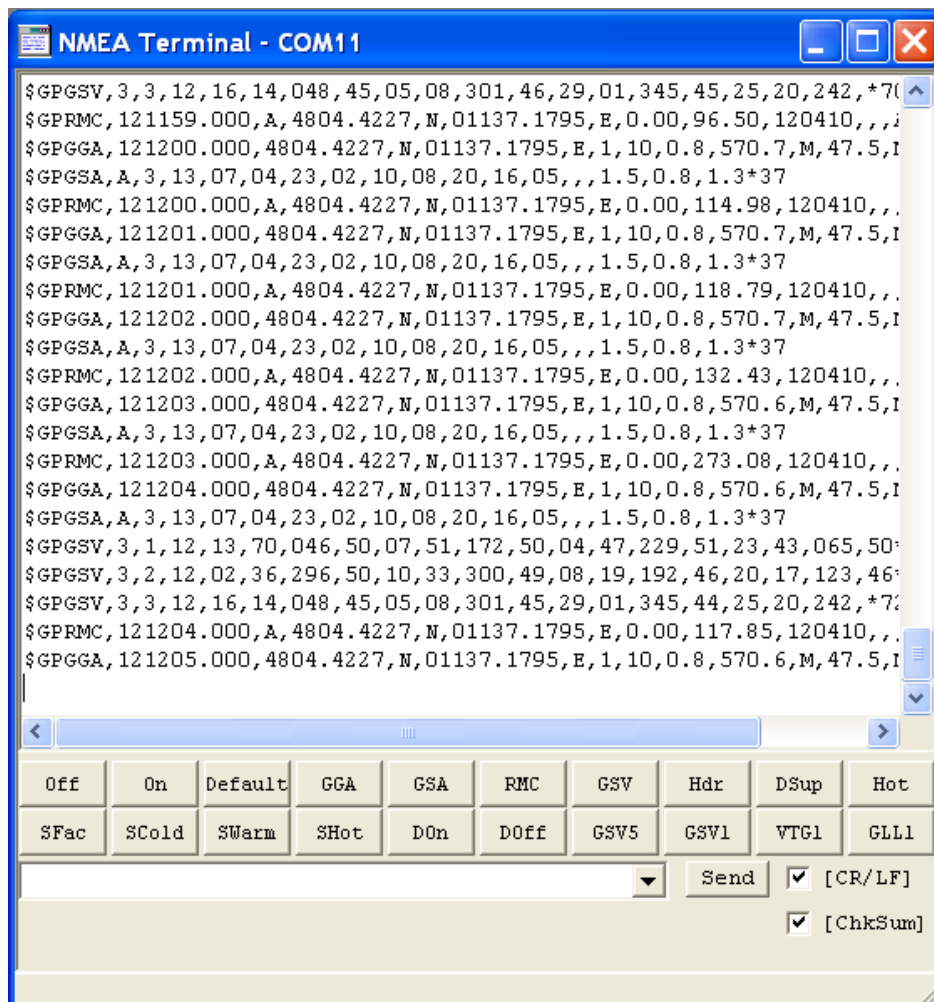 NMEA Terminal - COM11
$GPGSV,3,3,12,16,14,048,45,05,08,301,46,29,01,345,45,25,20,242,*70
$GPRMC,121159.000,A,4804.4227,N,01137.1795,E,0.00,96.50,120410,,,
$GPGGA,121200.000,4804.4227,N,01137.1795,E,1,10,0.8,570.7,M,47.5,
$GPGSA,A,3,13,07,04,23,02,10,08,20,16,05,,,1.5,0.8,1.3*37
$GPRMC,121200.000,A,4804.4227,N,01137.1795,E,0.00,114.98,120410,,,
$GPGGA,121201.000,4804.4227,N,01137.1795,E,1,10,0.8,570.7,M,47.5,
$GPGSA,A,3,13,07,04,23,02,10,08,20,16,05,,,1.5,0.8,1.3*37
$GPRMC,121201.000,A,4804.4227,N,01137.1795,E,0.00,118.79,120410,,,
$GPGGA,121202.000,4804.4227,N,01137.1795,E,1,10,0.8,570.7,M,47.5,
$GPGSA,A,3,13,07,04,23,02,10,08,20,16,05,,,1.5,0.8,1.3*37
$GPRMC,121202.000,A,4804.4227,N,01137.1795,E,0.00,132.43,120410,,,
$GPGGA,121203.000,4804.4227,N,01137.1795,E,1,10,0.8,570.6,M,47.5,
$GPGSA,A,3,13,07,04,23,02,10,08,20,16,05,,,1.5,0.8,1.3*37
$GPRMC,121203.000,A,4804.4227,N,01137.1795,E,0.00,273.08,120410,,,
$GPGGA,121204.000,4804.4227,N,01137.1795,E,1,10,0.8,570.6,M,47.5,
$GPGSA,A,3,13,07,04,23,02,10,08,20,16,05,,,1.5,0.8,1.3*37
$GPGSV,3,1,12,13,70,046,50,07,51,172,50,04,47,229,51,23,43,065,50*
$GPGSV,3,2,12,02,36,296,50,10,33,300,49,08,19,192,46,20,17,123,46*
$GPGSV,3,3,12,16,14,048,45,05,08,301,45,29,01,345,44,25,20,242,*72
$GPRMC,121204.000,A,4804.4227,N,01137.1795,E,0.00,117.85,120410,,,
$GPGGA,121205.000,4804.4227,N,01137.1795,E,1,10,0.8,570.6,M,47.5,
Off On Default GGA GSA RMC GSV Hdr DSup Hot
SFac SCold SWarm SHot DOn DOff GSV5 GSV1 VTG1 GLL1
Send [CR/LF]
[ChkSum]